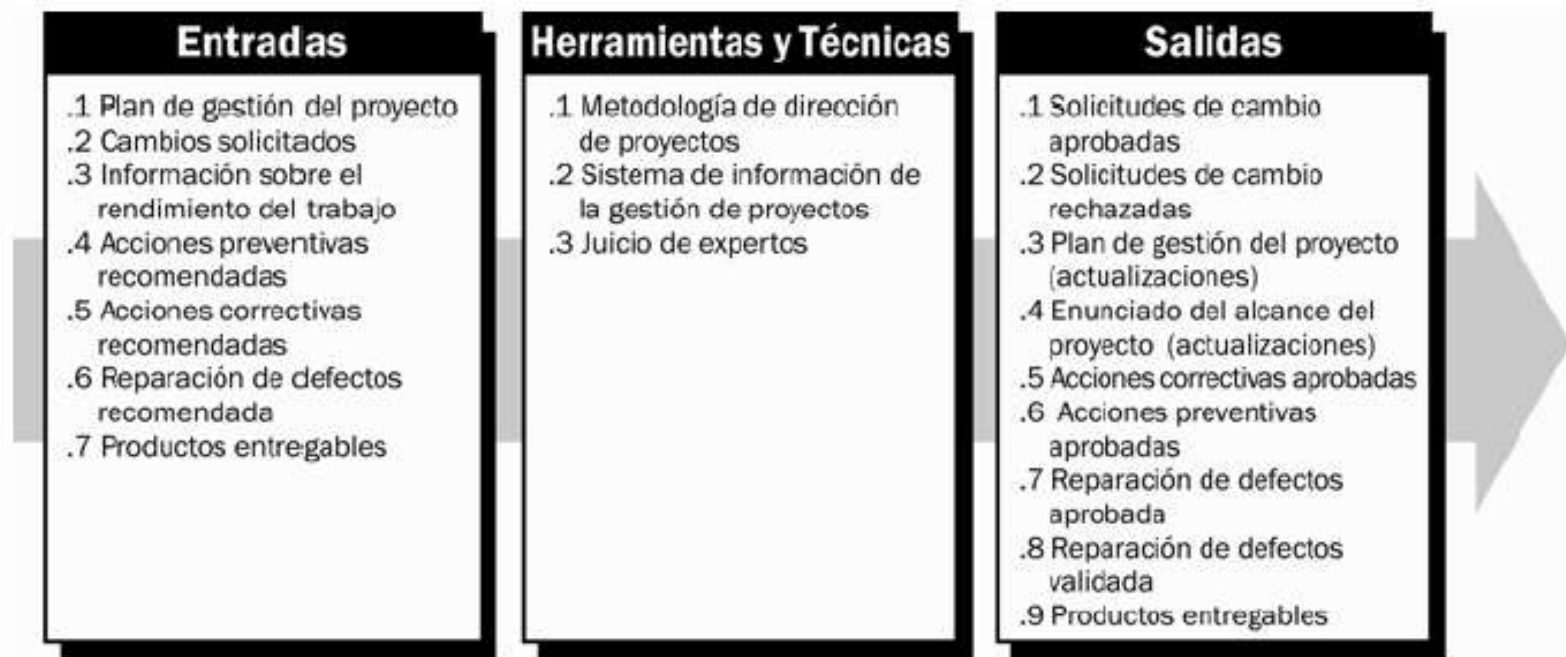 Entradas
.1 Plan de gestión del proyecto
.2 Cambios solicitados
.3 Información sobre el
rendimiento del trabajo
.4 Acciones preventivas
recomendadas
.5 Acciones correctivas
recomendadas
.6 Reparación de defectos
recomendada
.7 Productos entregables
Herramientas y Técnicas
.1 Metodología de dirección
de proyectos
.2 Sistema de información de
la gestión de proyectos
.3 Juicio de expertos
Salidas
.1 Solicitudes de cambio
aprobadas
.2 Solicitudes de cambio
rechazadas
.3 Plan de gestión del proyecto
(actualizaciones)
.4 Enunciado del alcance del
proyecto (actualizaciones)
.5 Acciones correctivas aprobadas
.6 Acciones preventivas
aprobadas
.7 Reparación de defectos
aprobada
.8 Reparación de defectos
validada
.9 Productos entregables